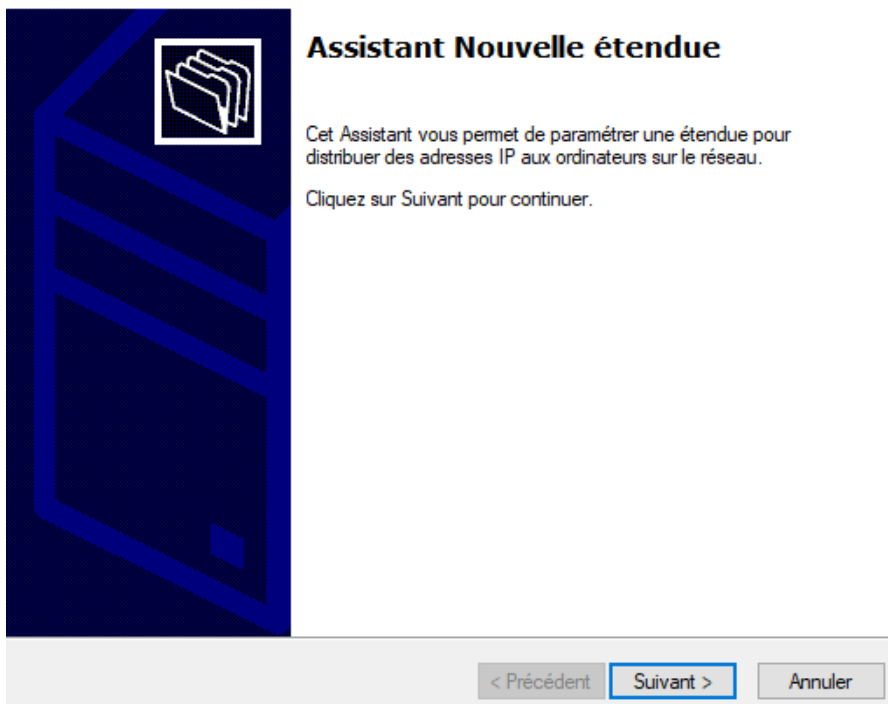 Assistant Nouvelle étendue
Cet Assistant vous permet de paramétrer une étendue pour
distribuer des adresses IP aux ordinateurs sur le réseau.
Cliquez sur Suivant pour continuer.
< Précédent
Suivant >
Annuler